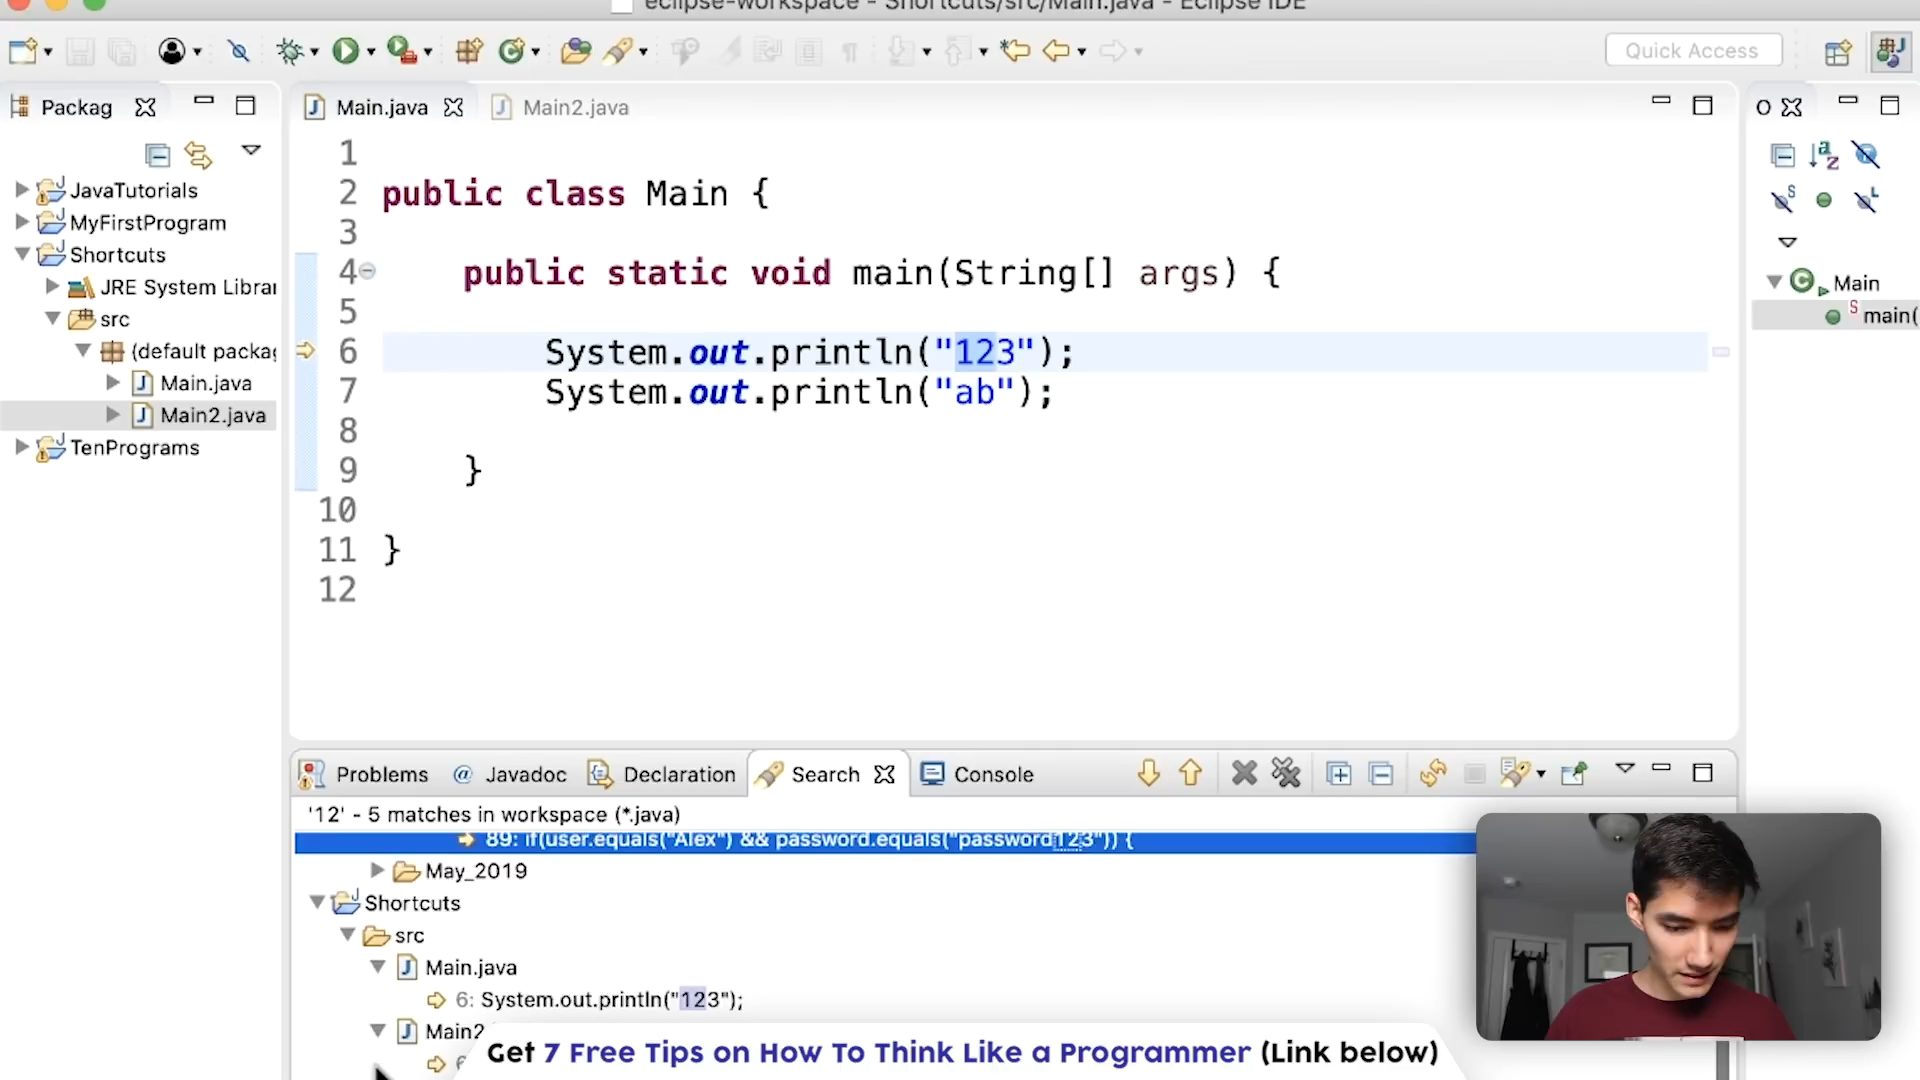 eclipse-workspace - Shortcuts/src/Main.java - Eclipse IDE
Quick Access
Packag
Main.java
Main2.java
O
JavaTutorials
MyFirstProgram
Shortcuts
JRE System Librar
src
(default packag
Main.java
Main2.java
TenPrograms
1
2 public class Main {
3
4 public static void main(String[] args) {
5
6 System.out.println("123");
7 System.out.println("ab");
8
9 }
10
11 }
12
Main
main(
Problems
Javadoc
Declaration
Search
Console
'12' - 5 matches in workspace (*.java)
89: if(user.equals("Alex") && password.equals("password123")) {
May_2019
Shortcuts
src
Main.java
6: System.out.println("123");
Main2
Get 7 Free Tips on How To Think Like a Programmer (Link below)